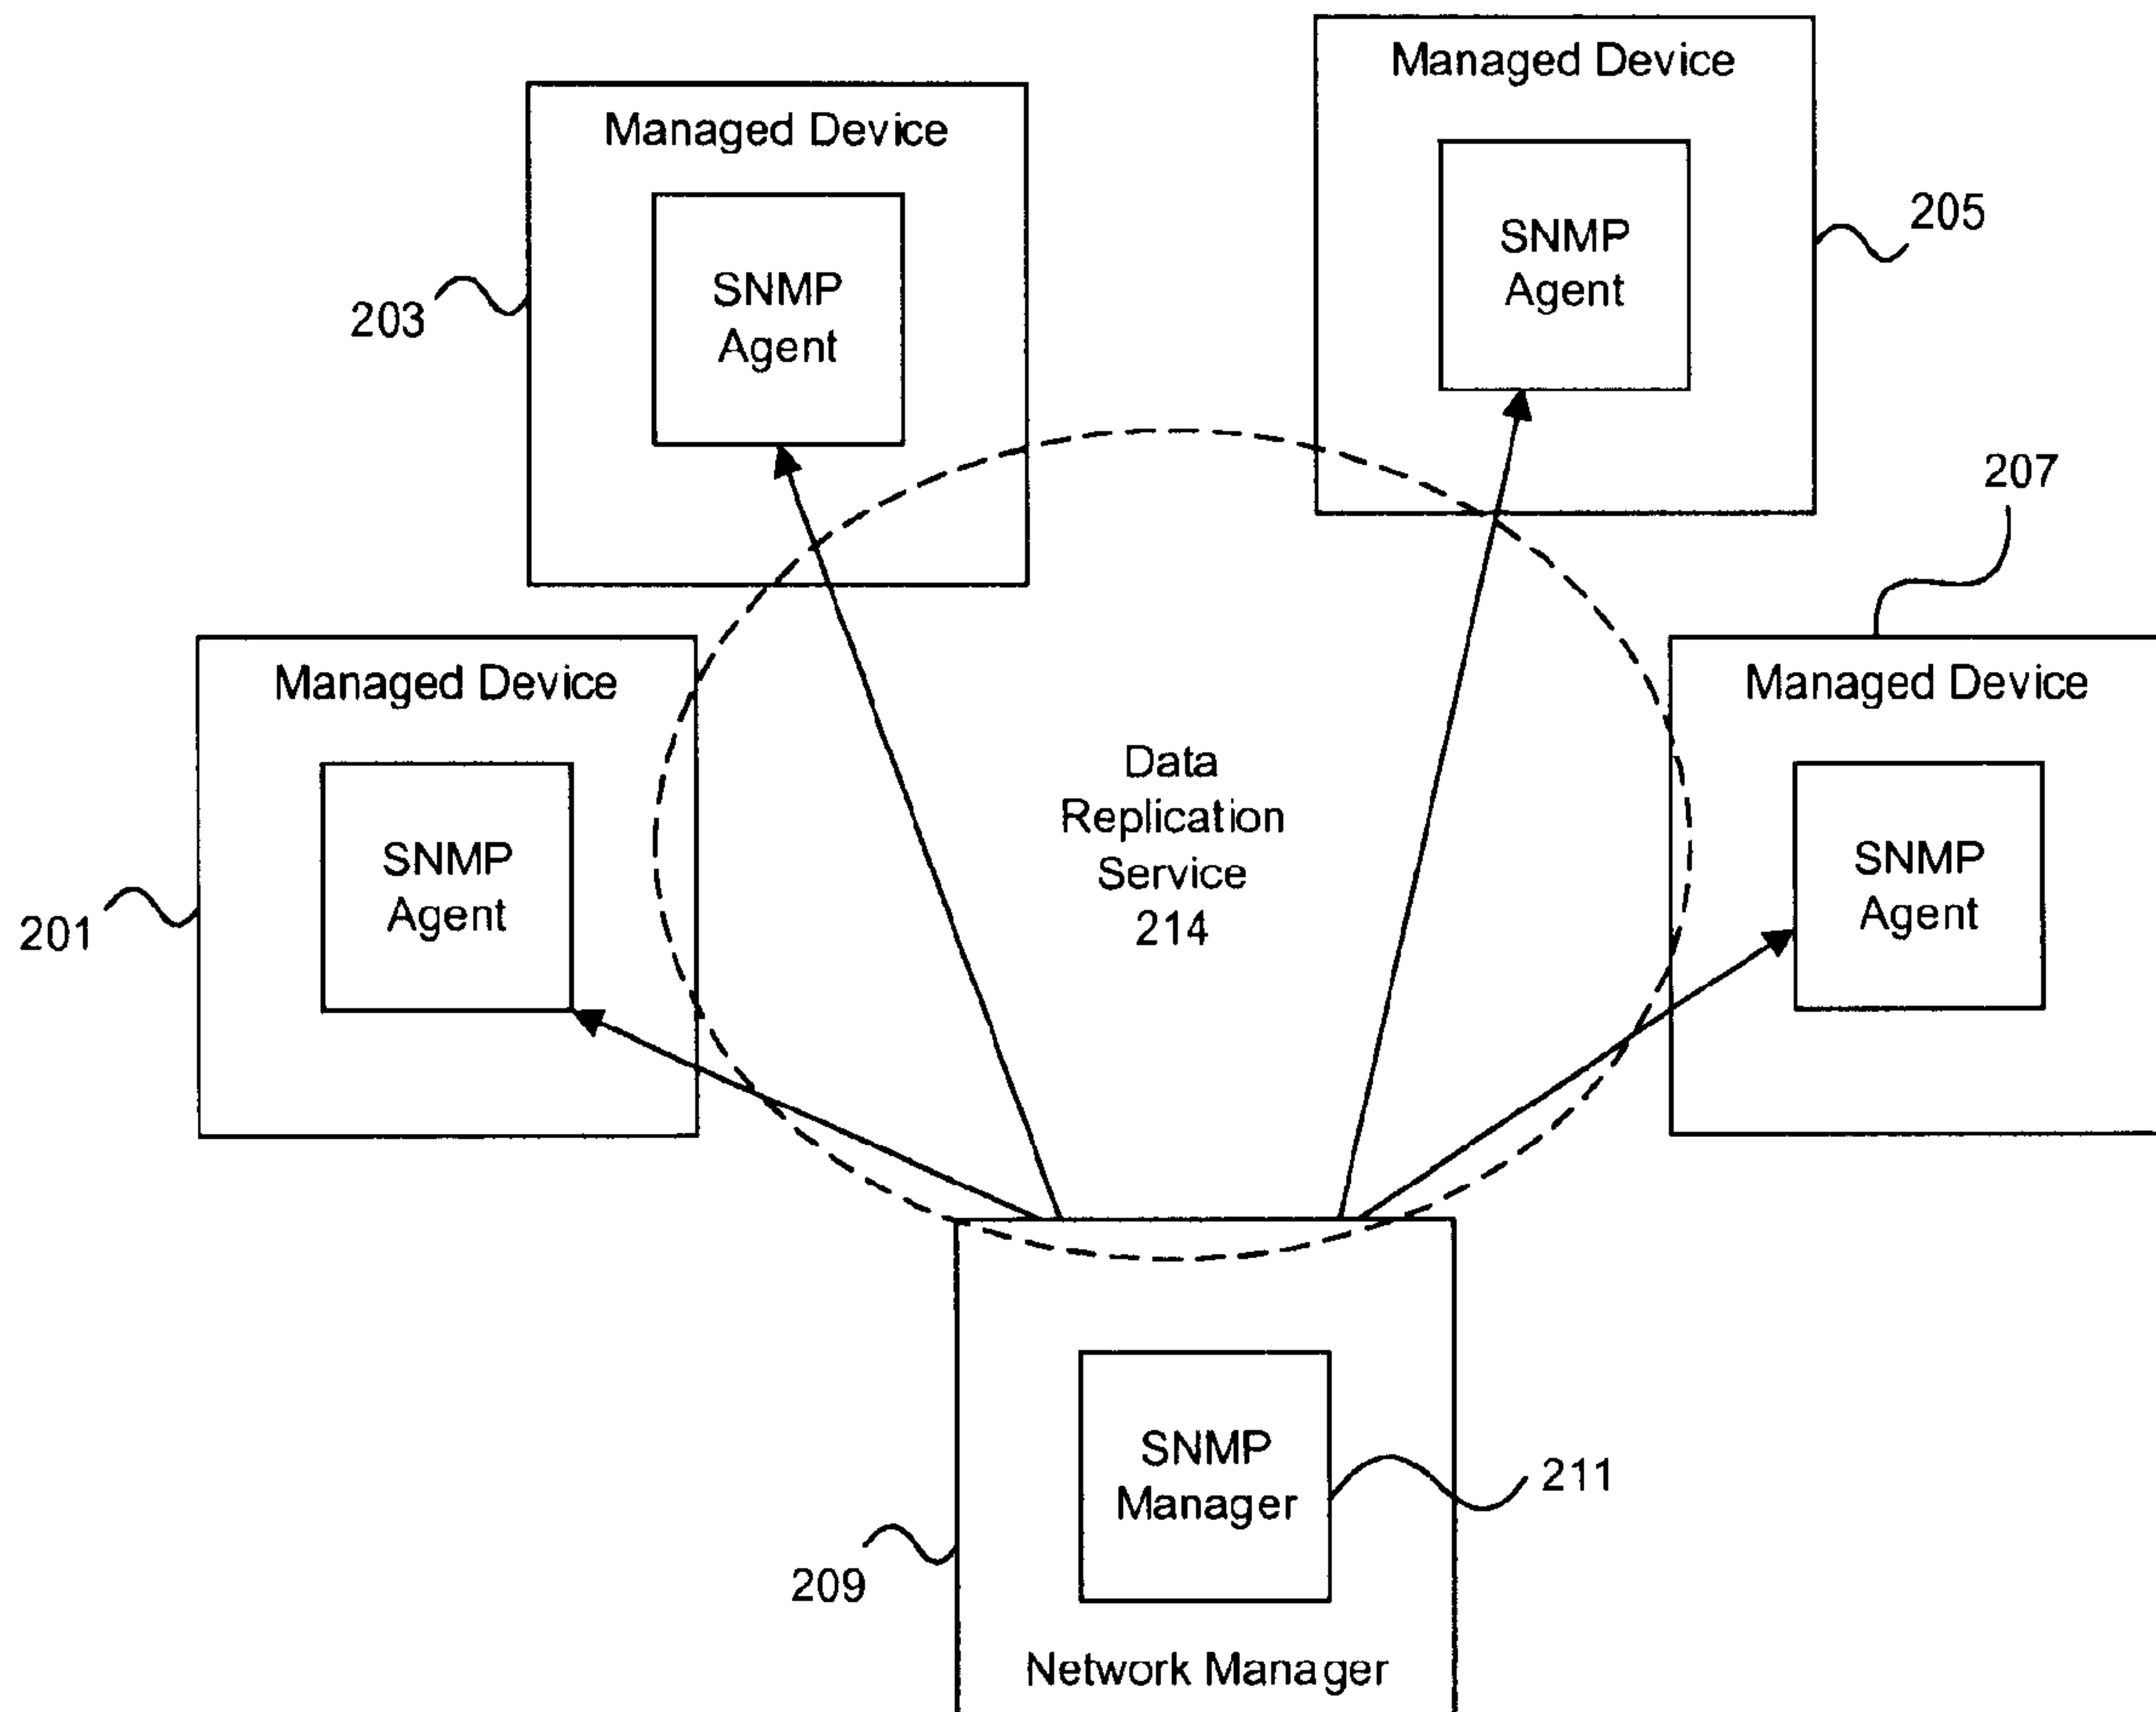 Managed Device
SNMP
Agent
205
Managed Device
SNMP
Agent
203
207
Managed Device
SNMP
Agent
201
Data
Replication
Service
214
Managed Device
SNMP
Agent
SNMP
Manager
211
209
Network Manager